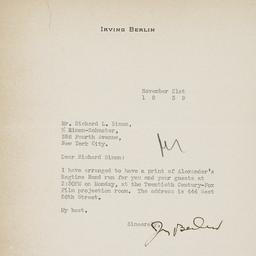 IRVING BERLIN
November 21st
1 9 3 9
Mr. Richard L. Simon,
% Simon-Schuster,
386 Fourth Avenue,
New York City.
Dear Richard Simon:
I have arranged to have a print of Alexander's
Ragtime Band run for you and your guests at
2:30PM on Monday, at the Twentieth Century-Fox
Film projection room. The address is 444 West
56th Street.
My best,
Sincere
Irving Berlin